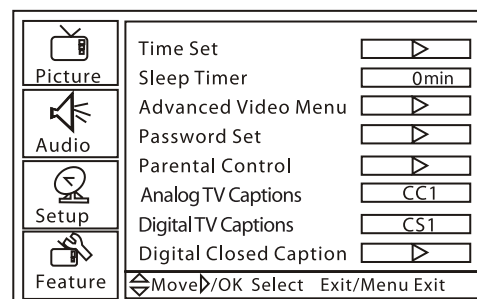 Picture
Audio
Setup
Feature
Time Set
Sleep Timer 0min
Advanced Video Menu
Password Set
Parental Control
Analog TV Captions CC1
Digital TV Captions CS1
Digital Closed Caption
Move /OK Select Exit/Menu Exit